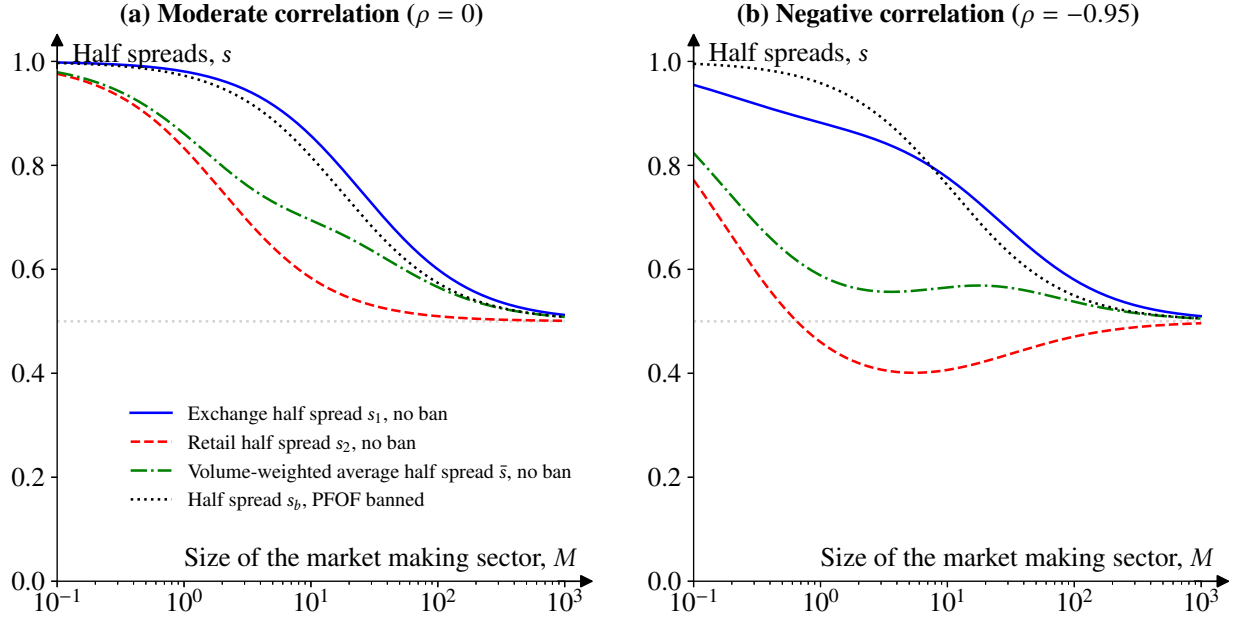 (a) Moderate correlation (ρ = 0)
Half spreads, s
1.0
0.8
0.6
0.4
0.2
0.0
Exchange half spread s₁, no ban
Retail half spread s₂, no ban
Volume-weighted average half spread s̄, no ban
Half spread s_b, PFOF banned
Size of the market making sector, M
10⁻¹ 10⁰ 10¹ 10² 10³
(b) Negative correlation (ρ = −0.95)
Half spreads, s
1.0
0.8
0.6
0.4
0.2
0.0
Size of the market making sector, M
10⁻¹ 10⁰ 10¹ 10² 10³